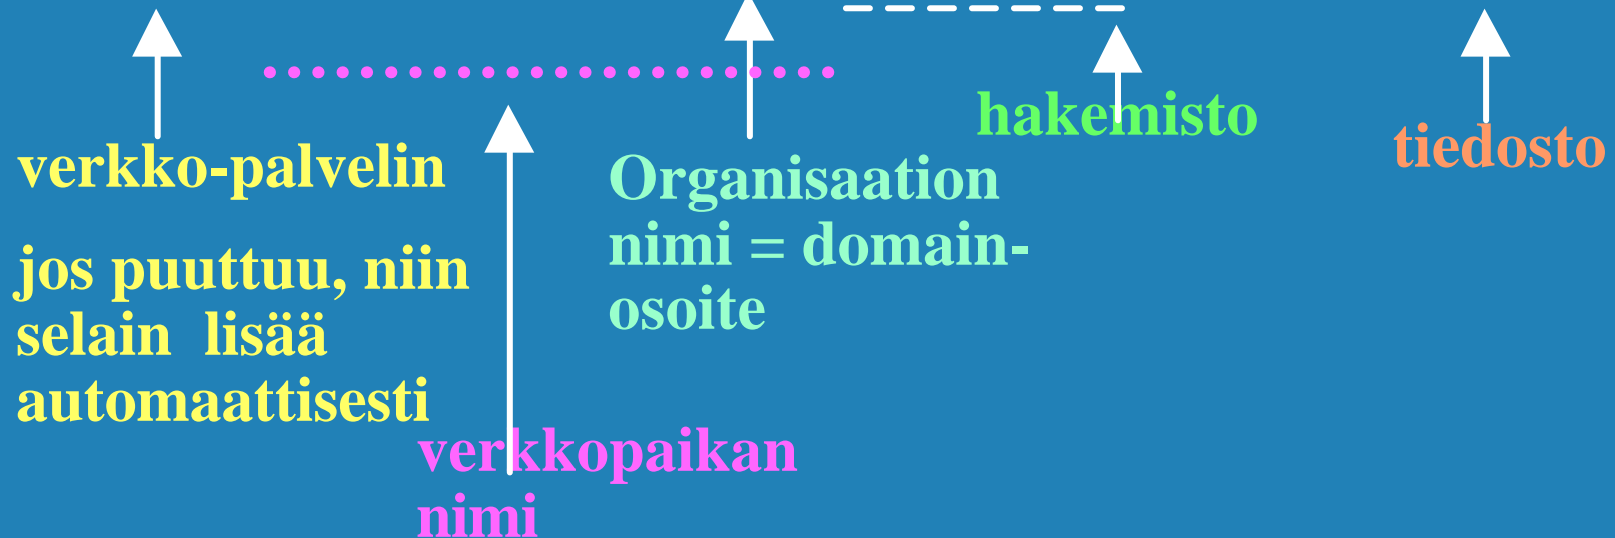 verkko-palvelin
jos puuttuu, niin
selain lisää
automaattisesti
verkkopaikan
nimi
Organisaation
nimi = domain-
osoite
hakemisto
tiedosto